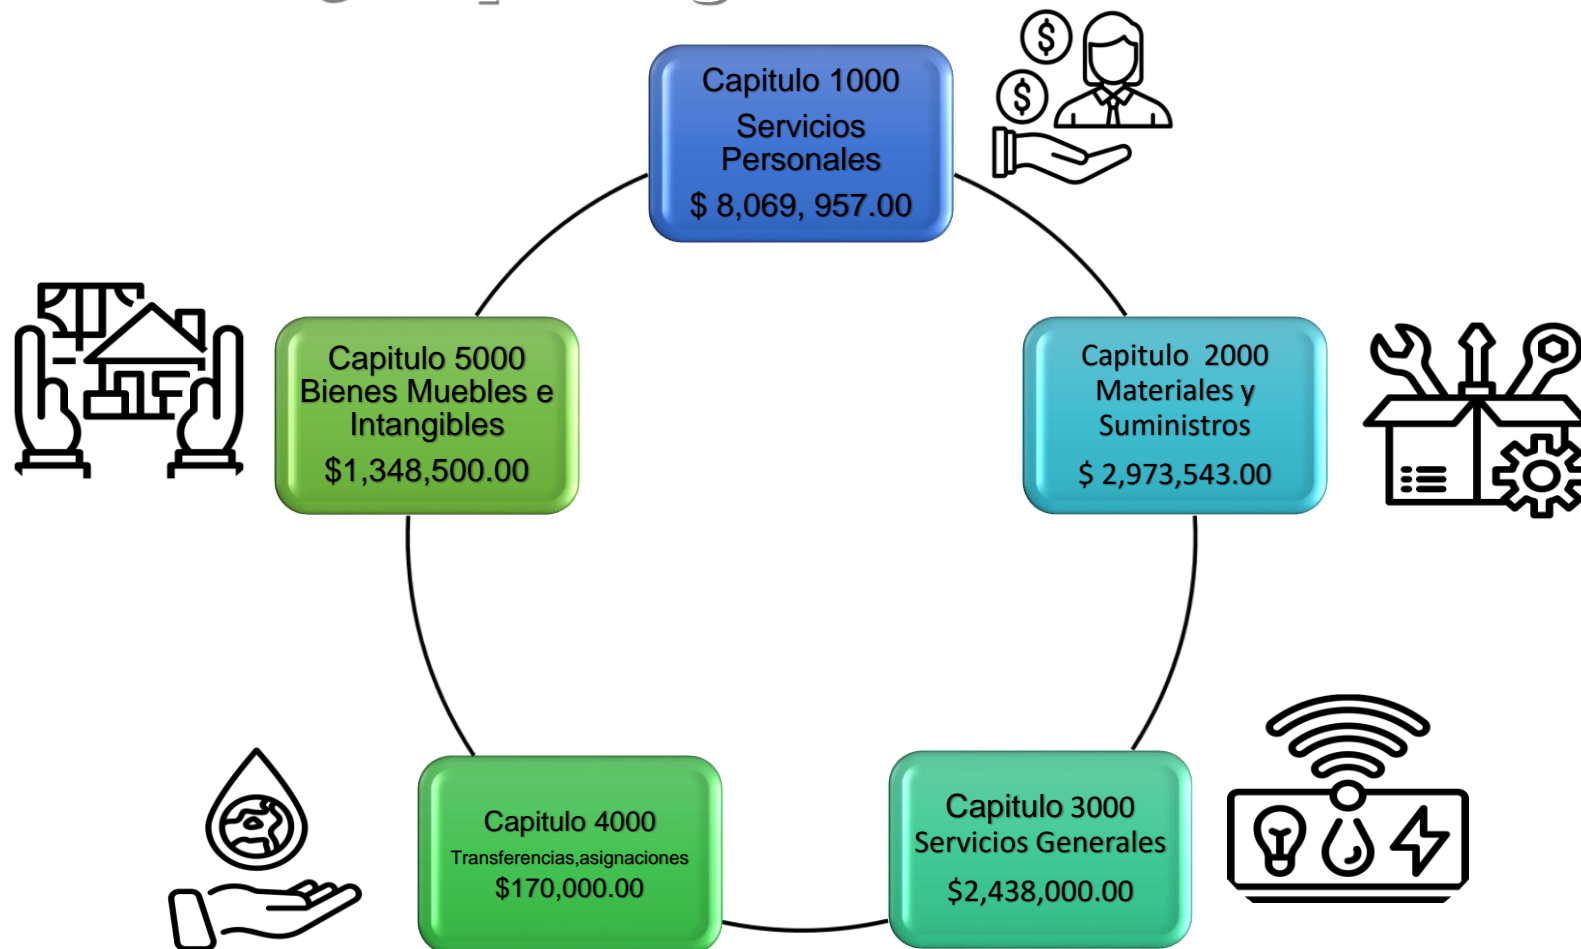 Capitulo 1000
Servicios
Personales
$ 8,069, 957.00
Capitulo 2000
Materiales y
Suministros
$ 2,973,543.00
Capitulo 3000
Servicios Generales
$2,438,000.00
Capitulo 4000
Transferencias,asignaciones
$170,000.00
Capitulo 5000
Bienes Muebles e
Intangibles
$1,348,500.00